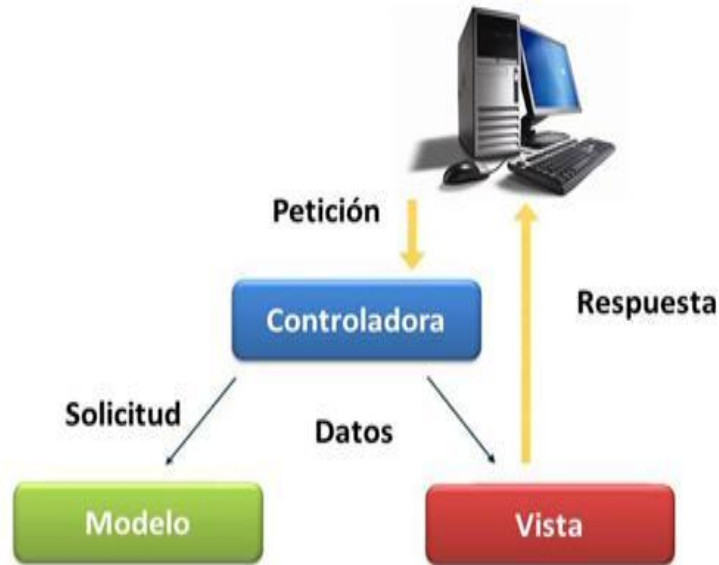 Petición
Controladora
Respuesta
Solicitud
Datos
Modelo
Vista